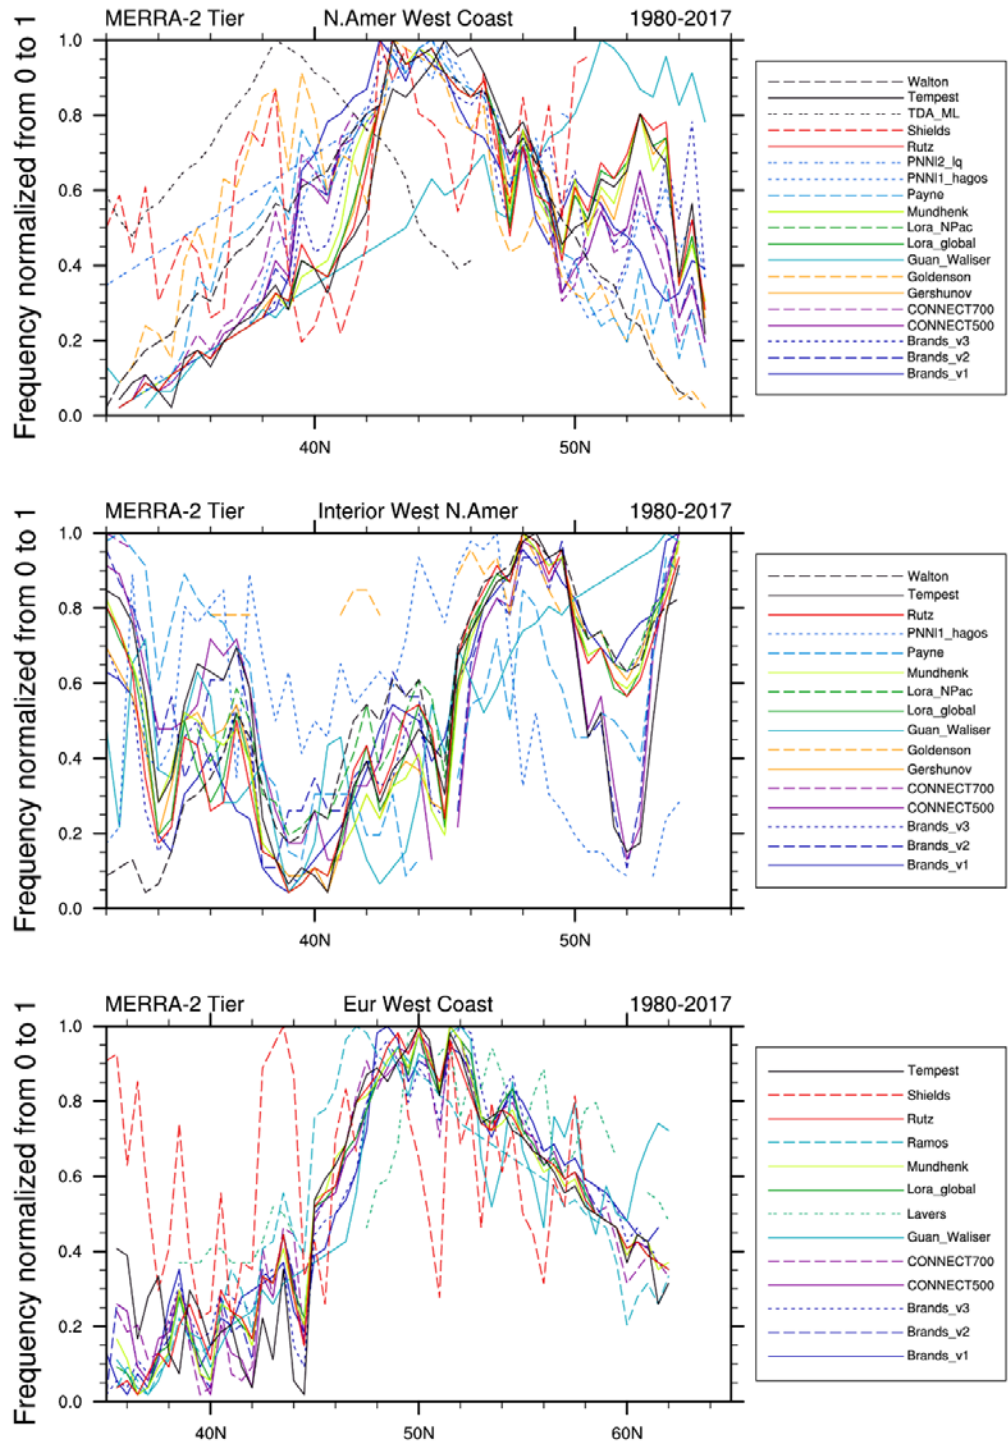 MERRA-2 Tier N.Amer West Coast 1980-2017
Frequency normalized from 0 to 1
1.0
0.8
0.6
0.4
0.2
0.0
40N 50N
Walton
Tempest
TDA_ML
Shields
Rutz
PNNl2_lq
PNNl1_hagos
Payne
Mundhenk
Lora_NPac
Lora_global
Guan_Waliser
Goldenson
Gershunov
CONNECT700
CONNECT500
Brands_v3
Brands_v2
Brands_v1
MERRA-2 Tier Interior West N.Amer 1980-2017
Frequency normalized from 0 to 1
1.0
0.8
0.6
0.4
0.2
0.0
40N 50N
Walton
Tempest
Rutz
PNNl1_hagos
Payne
Mundhenk
Lora_NPac
Lora_global
Guan_Waliser
Goldenson
Gershunov
CONNECT700
CONNECT500
Brands_v3
Brands_v2
Brands_v1
MERRA-2 Tier Eur West Coast 1980-2017
Frequency normalized from 0 to 1
1.0
0.8
0.6
0.4
0.2
0.0
40N 50N 60N
Tempest
Shields
Rutz
Ramos
Mundhenk
Lora_global
Lavers
Guan_Waliser
CONNECT700
CONNECT500
Brands_v3
Brands_v2
Brands_v1